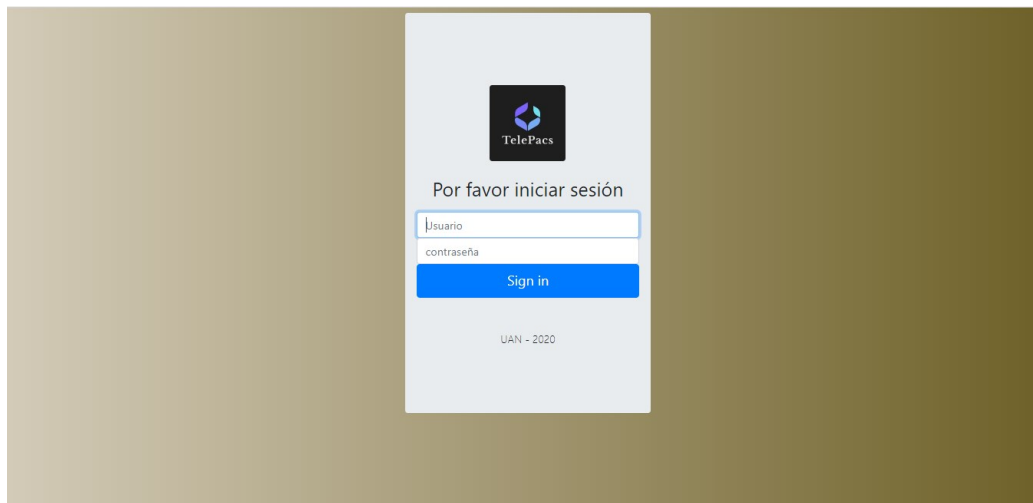 TelePacs
Por favor iniciar sesión
Usuario
contraseña
Sign in
UAN - 2020